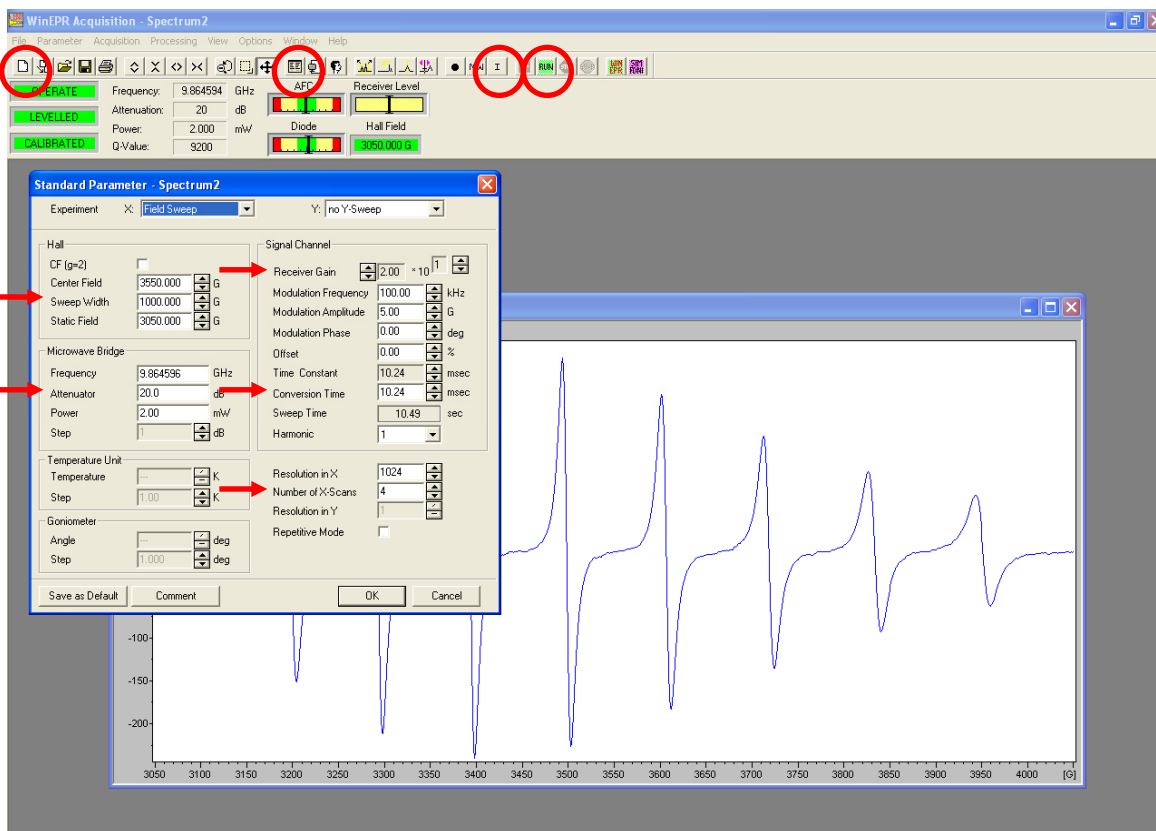 WinEPR Acquisition - Spectrum2
File Parameter Acquisition Processing View Options Window Help
I RUN WIN EPR SIM FONI
OPERATE Frequency: 9.864594 GHz AFC Receiver Level
LEVELLED Attenuation: 20 dB
Power: 2.000 mW Diode Hall Field
CALIBRATED Q-Value: 9200 3050.000 G
Standard Parameter - Spectrum2
Experiment X: Field Sweep Y: no Y-Sweep
Hall
CF (g=2)
Center Field 3550.000 G
Sweep Width 1000.000 G
Static Field 3050.000 G
Microwave Bridge
Frequency 9.864596 GHz
Attenuator 20.0 dB
Power 2.00 mW
Step 1 dB
Temperature Unit
Temperature --- K
Step 1.00 K
Goniometer
Angle --- deg
Step 1.000 deg
Signal Channel
Receiver Gain 2.00 * 10 1
Modulation Frequency 100.00 kHz
Modulation Amplitude 5.00 G
Modulation Phase 0.00 deg
Offset 0.00 %
Time Constant 10.24 msec
Conversion Time 10.24 msec
Sweep Time 10.49 sec
Harmonic 1
Resolution in X 1024
Number of X-Scans 4
Resolution in Y 1
Repetitive Mode
Save as Default Comment OK Cancel
-100
-150
-200
3050 3100 3150 3200 3250 3300 3350 3400 3450 3500 3550 3600 3650 3700 3750 3800 3850 3900 3950 4000 [G]